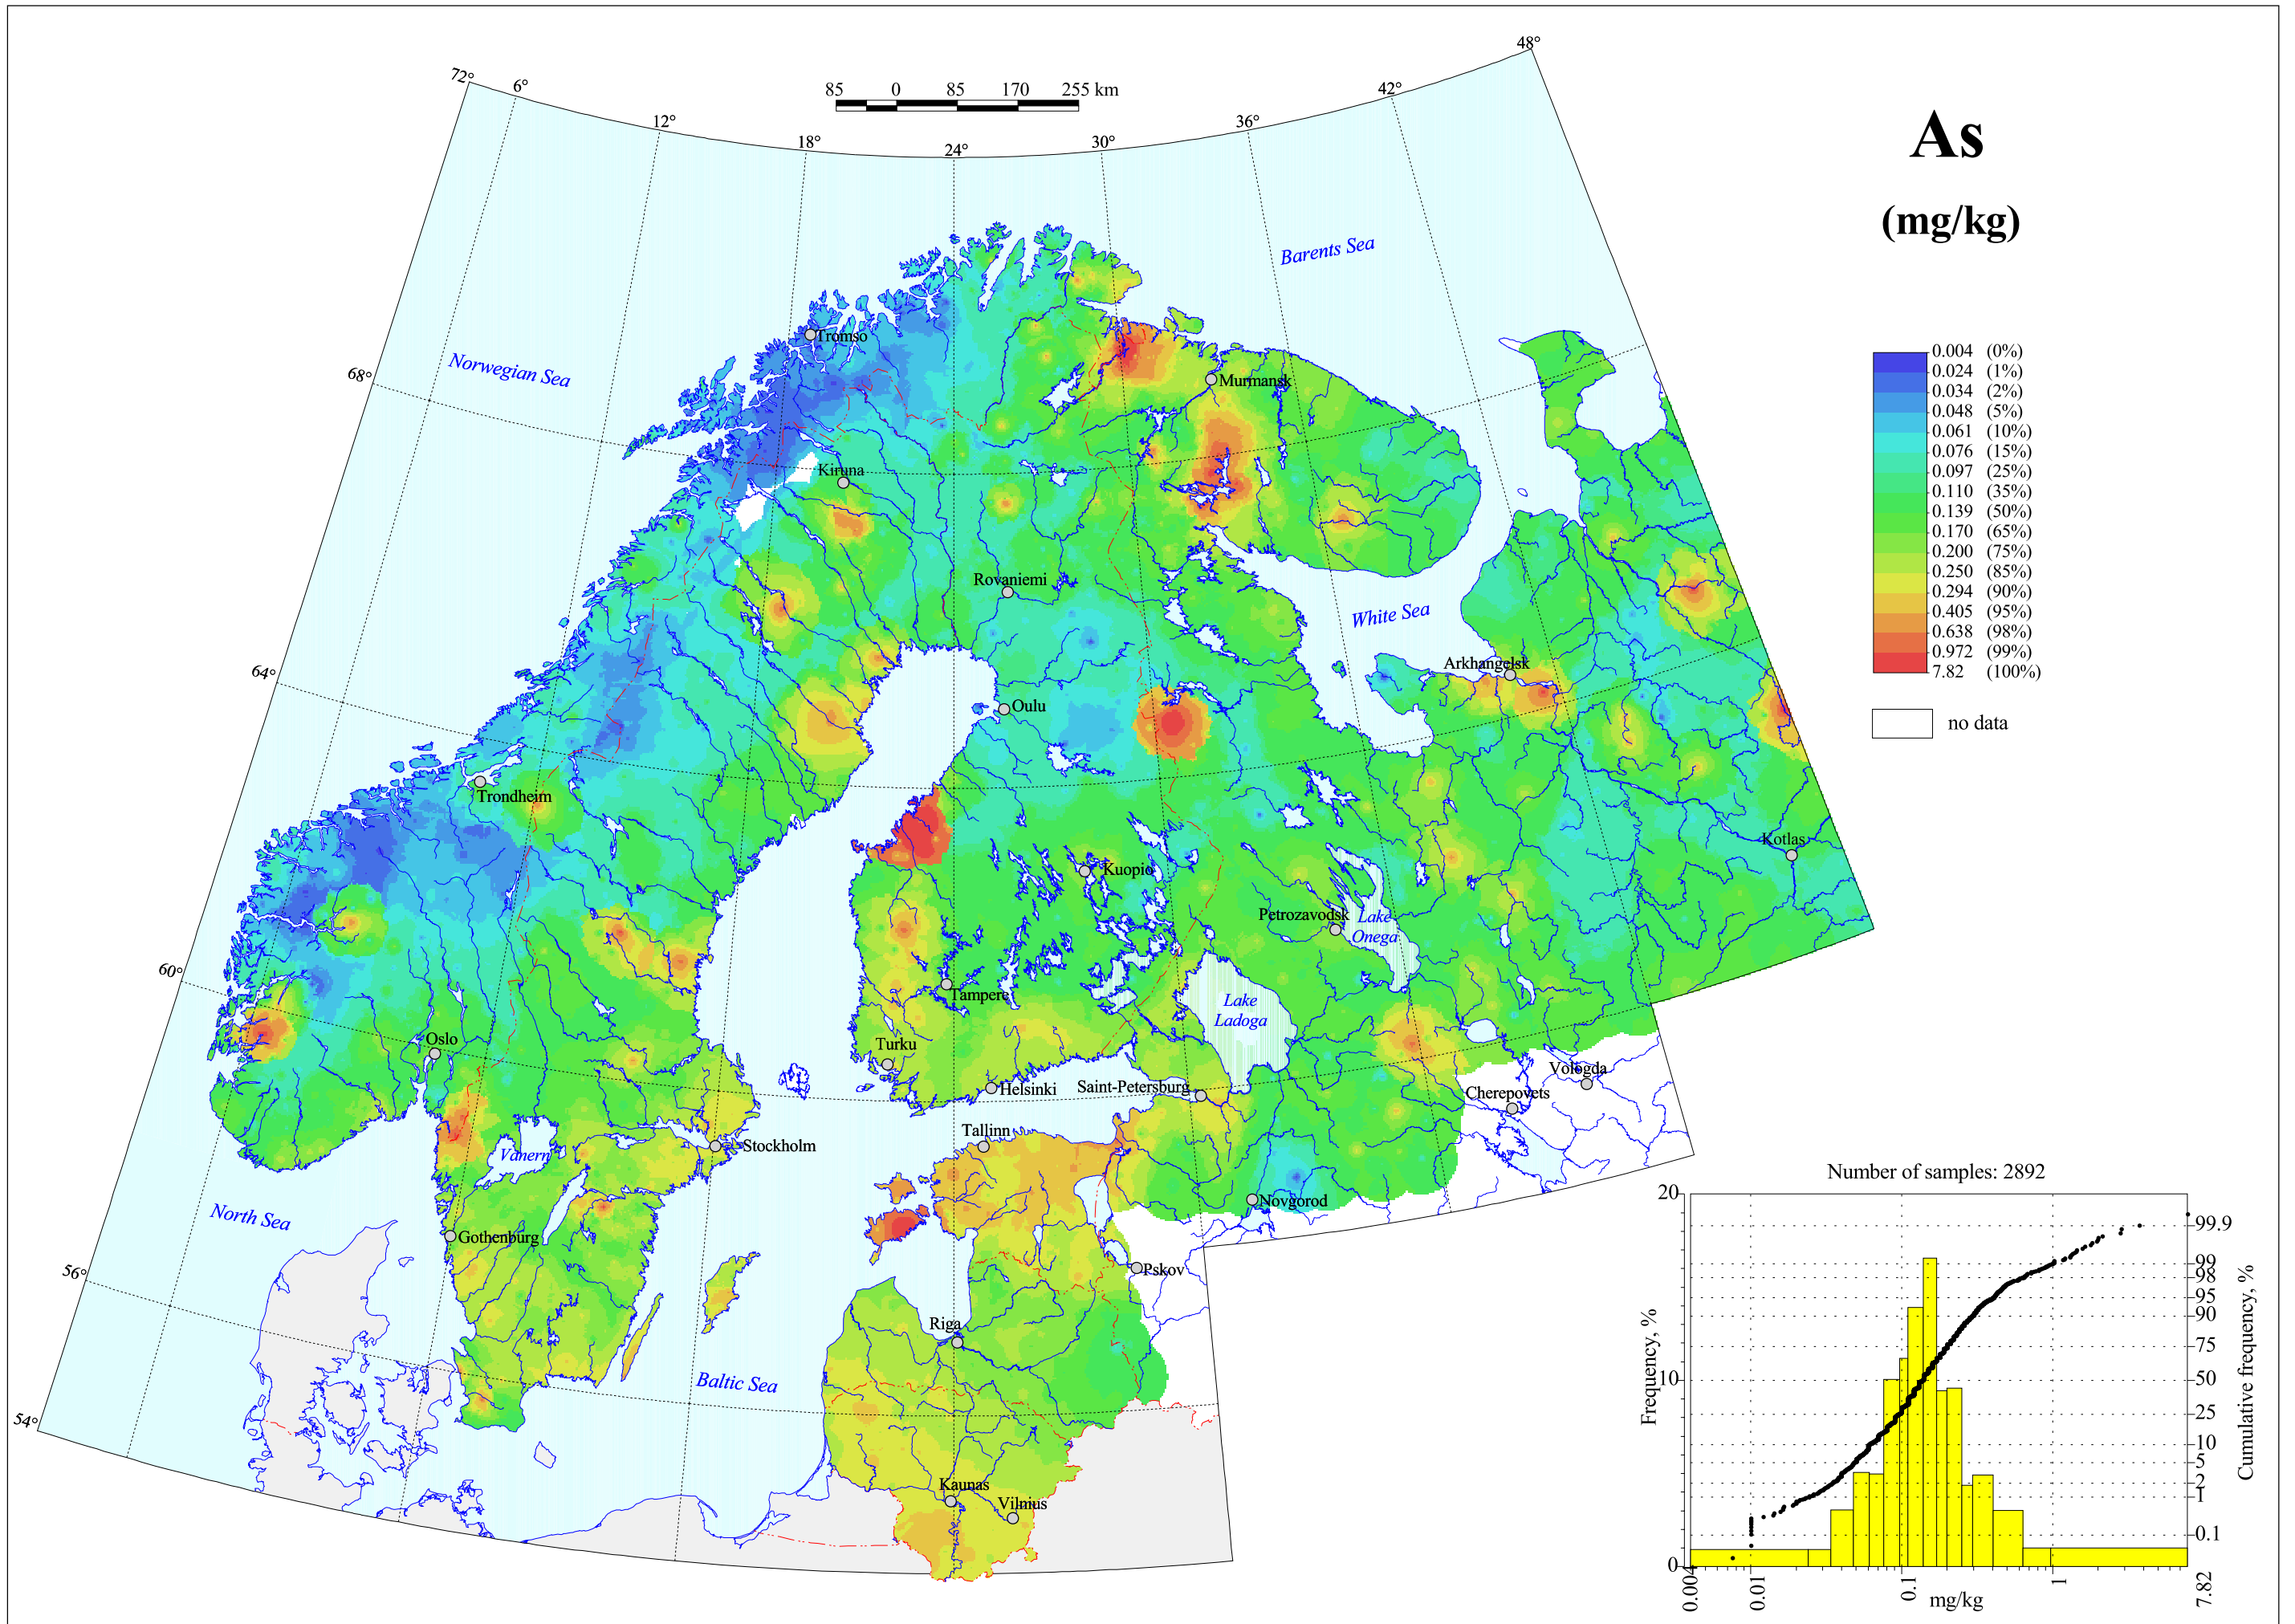 48°
72°
6°
42°
85 0 85 170 255 km
12°
36°
18°
30°
24°
As
(mg/kg)
Barents Sea
Tromso
Norwegian Sea
68°
Murmansk
0.004 (0%)
0.024 (1%)
0.034 (2%)
0.048 (5%)
0.061 (10%)
0.076 (15%)
0.097 (25%)
0.110 (35%)
0.139 (50%)
0.170 (65%)
0.200 (75%)
0.250 (85%)
0.294 (90%)
0.405 (95%)
0.638 (98%)
0.972 (99%)
7.82 (100%)
no data
Kiruna
Rovaniemi
White Sea
64°
Arkhangelsk
Oulu
Trondheim
Kotlas
Kuopio
Petrozavodsk
Lake
Onega
60°
Tampere
Lake
Ladoga
Oslo
Turku
Vologda
Helsinki
Saint-Petersburg
Cherepovets
Tallinn
Stockholm
Vanern
Novgorod
North Sea
Gothenburg
Pskov
56°
Riga
Baltic Sea
54°
Kaunas
Vilnius
Number of samples: 2892
20
10
0
Frequency, %
99.9
99
98
95
90
75
50
25
10
5
2
1
0.1
Cumulative frequency, %
0.004
0.01
0.1
1
7.82
mg/kg